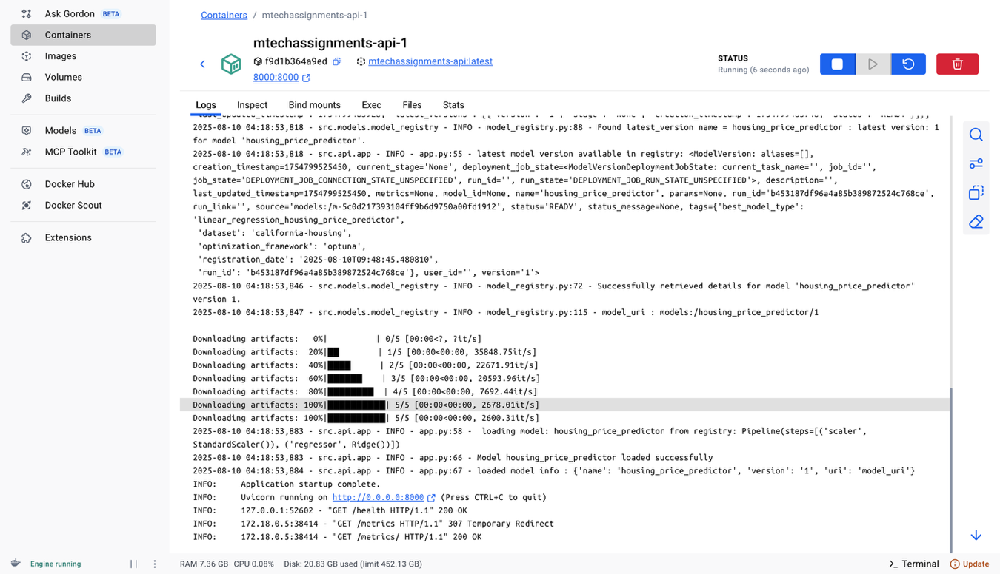 Ask Gordon BETA
Containers
Images
Volumes
Builds
Models BETA
MCP Toolkit BETA
Docker Hub
Docker Scout
Extensions
Containers / mtechassignments-api-1
mtechassignments-api-1
f9d1b364a9ed mtechassignments-api:latest
8000:8000
STATUS
Running (6 seconds ago)
Logs Inspect Bind mounts Exec Files Stats
2025-08-10 04:18:53,818 - src.models.model_registry - INFO - model_registry.py:88 - Found latest_version name = housing_price_predictor : latest version: 1
for model 'housing_price_predictor'.
2025-08-10 04:18:53,818 - src.api.app - INFO - app.py:55 - latest model version available in registry: <ModelVersion: aliases=[],
creation_timestamp=1754799525450, current_stage='None', deployment_job_state=<ModelVersionDeploymentJobState: current_task_name='', job_id='',
job_state='DEPLOYMENT_JOB_CONNECTION_STATE_UNSPECIFIED', run_id='', run_state='DEPLOYMENT_JOB_RUN_STATE_UNSPECIFIED'>, description='',
last_updated_timestamp=1754799525450, metrics=None, model_id=None, name='housing_price_predictor', params=None, run_id='b453187df96a4a85b389872524c768ce',
run_link='', source='models:/m-5c0d217393104ff9b6d9750a00fd1912', status='READY', status_message=None, tags={'best_model_type':
'linear_regression_housing_price_predictor',
'dataset': 'california-housing',
'optimization_framework': 'optuna',
'registration_date': '2025-08-10T09:48:45.480810',
'run_id': 'b453187df96a4a85b389872524c768ce'}, user_id='', version='1'>
2025-08-10 04:18:53,846 - src.models.model_registry - INFO - model_registry.py:72 - Successfully retrieved details for model 'housing_price_predictor'
version 1.
2025-08-10 04:18:53,847 - src.models.model_registry - INFO - model_registry.py:115 - model_uri : models:/housing_price_predictor/1
Downloading artifacts: 0%| | 0/5 [00:00<?, ?it/s]
Downloading artifacts: 20%|██ | 1/5 [00:00<00:00, 35848.75it/s]
Downloading artifacts: 40%|████ | 2/5 [00:00<00:00, 22671.91it/s]
Downloading artifacts: 60%|██████ | 3/5 [00:00<00:00, 20593.96it/s]
Downloading artifacts: 80%|████████ | 4/5 [00:00<00:00, 7692.44it/s]
Downloading artifacts: 100%|██████████| 5/5 [00:00<00:00, 2678.01it/s]
Downloading artifacts: 100%|██████████| 5/5 [00:00<00:00, 2600.31it/s]
2025-08-10 04:18:53,883 - src.api.app - INFO - app.py:58 - loading model: housing_price_predictor from registry: Pipeline(steps=[('scaler',
StandardScaler()), ('regressor', Ridge())])
2025-08-10 04:18:53,883 - src.api.app - INFO - app.py:66 - Model housing_price_predictor loaded successfully
2025-08-10 04:18:53,884 - src.api.app - INFO - app.py:67 - loaded model info : {'name': 'housing_price_predictor', 'version': '1', 'uri': 'model_uri'}
INFO: Application startup complete.
INFO: Uvicorn running on http://0.0.0.0:8000 (Press CTRL+C to quit)
INFO: 127.0.0.1:52602 - "GET /health HTTP/1.1" 200 OK
INFO: 172.18.0.5:38414 - "GET /metrics HTTP/1.1" 307 Temporary Redirect
INFO: 172.18.0.5:38414 - "GET /metrics/ HTTP/1.1" 200 OK
Engine running
RAM 7.36 GB CPU 0.08% Disk: 20.83 GB used (limit 452.13 GB)
>_ Terminal
Update